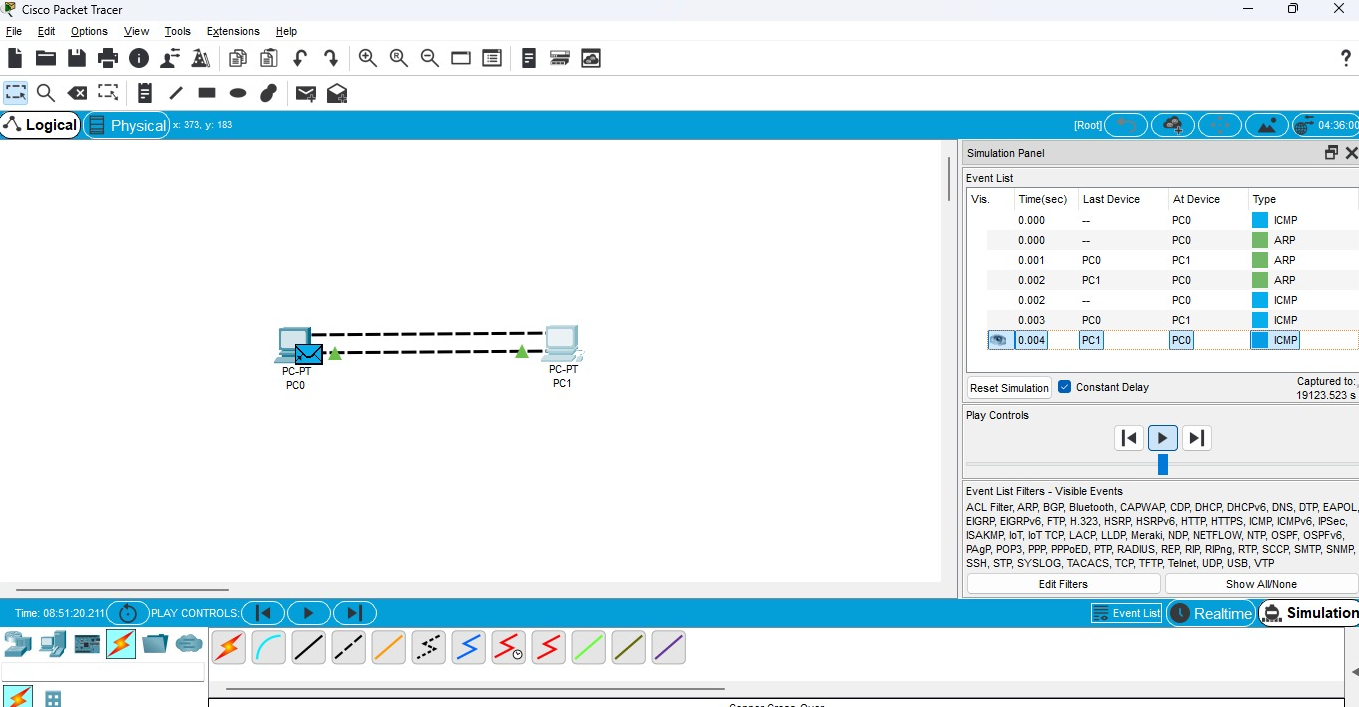 Cisco Packet Tracer
File Edit Options View Tools Extensions Help
?
Logical Physical x: 373, y: 183 [Root] 04:36:00
Simulation Panel
Event List
Vis. Time(sec) Last Device At Device Type
0.000 -- PC0 ICMP
0.000 -- PC0 ARP
0.001 PC0 PC1 ARP
0.002 PC1 PC0 ARP
0.002 -- PC0 ICMP
0.003 PC0 PC1 ICMP
0.004 PC1 PC0 ICMP
PC-PT
PC0
PC-PT
PC1
Reset Simulation Constant Delay Captured to:
19123.523 s
Play Controls
Event List Filters - Visible Events
ACL Filter, ARP, BGP, Bluetooth, CAPWAP, CDP, DHCP, DHCPv6, DNS, DTP, EAPOL,
EIGRP, EIGRPv6, FTP, H.323, HSRP, HSRPv6, HTTP, HTTPS, ICMP, ICMPv6, IPSec,
ISAKMP, IoT, IoT TCP, LACP, LLDP, Meraki, NDP, NETFLOW, NTP, OSPF, OSPFv6,
PAgP, POP3, PPP, PPPoED, PTP, RADIUS, REP, RIP, RIPng, RTP, SCCP, SMTP, SNMP,
SSH, STP, SYSLOG, TACACS, TCP, TFTP, Telnet, UDP, USB, VTP
Edit Filters Show All/None
Time: 08:51:20.211 PLAY CONTROLS: Event List Realtime Simulation